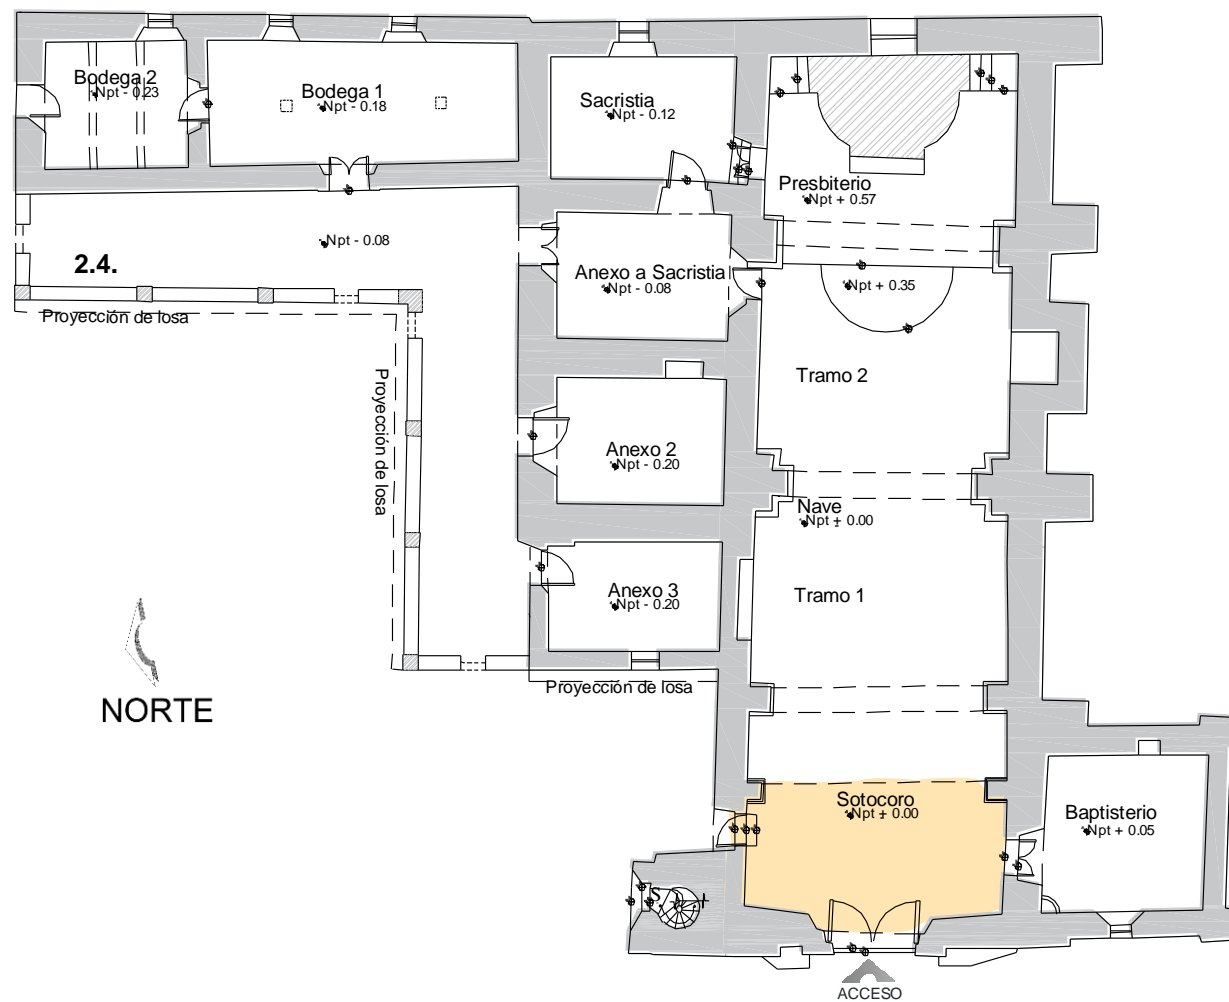 Bodega 2
Npt - 0.23
Bodega 1
Npt - 0.18
Sacristia
Npt - 0.12
Presbiterio
Npt + 0.57
Npt - 0.08
2.4.
Anexo a Sacristia
Npt - 0.08
Npt + 0.35
Proyección de losa
Proyección de losa
Tramo 2
Anexo 2
Npt - 0.20
Nave
Npt ± 0.00
Anexo 3
Npt - 0.20
Tramo 1
NORTE
Proyección de losa
Sotocoro
Npt ± 0.00
Baptisterio
Npt + 0.05
S
ACCESO